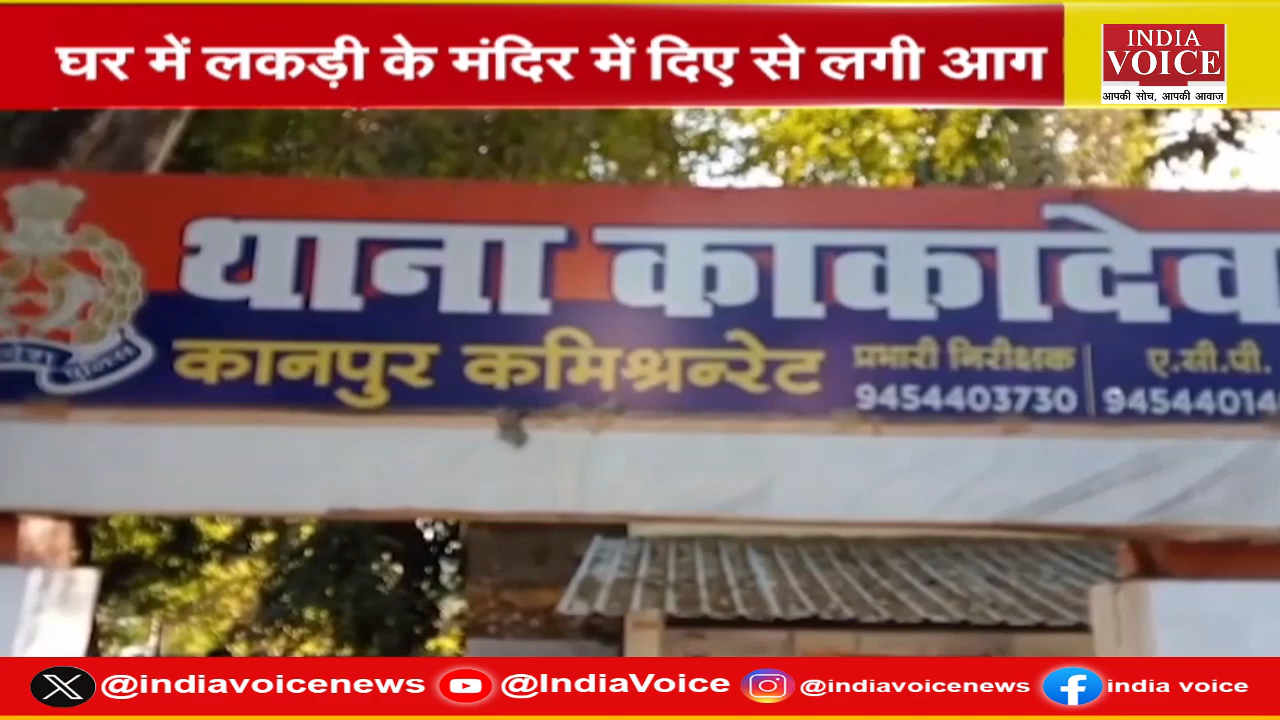 घर में लकड़ी के मंदिर में दिए से लगी आग
INDIA
VOICE
आपकी सोच, आपकी आवाज़
थाना काकादेव
कानपुर कमिश्नरेट
प्रभारी निरीक्षक
9454403730
ए.सी.पी.
94544014
@indiavoicenews
@IndiaVoice
@indiavoicenews
india voice